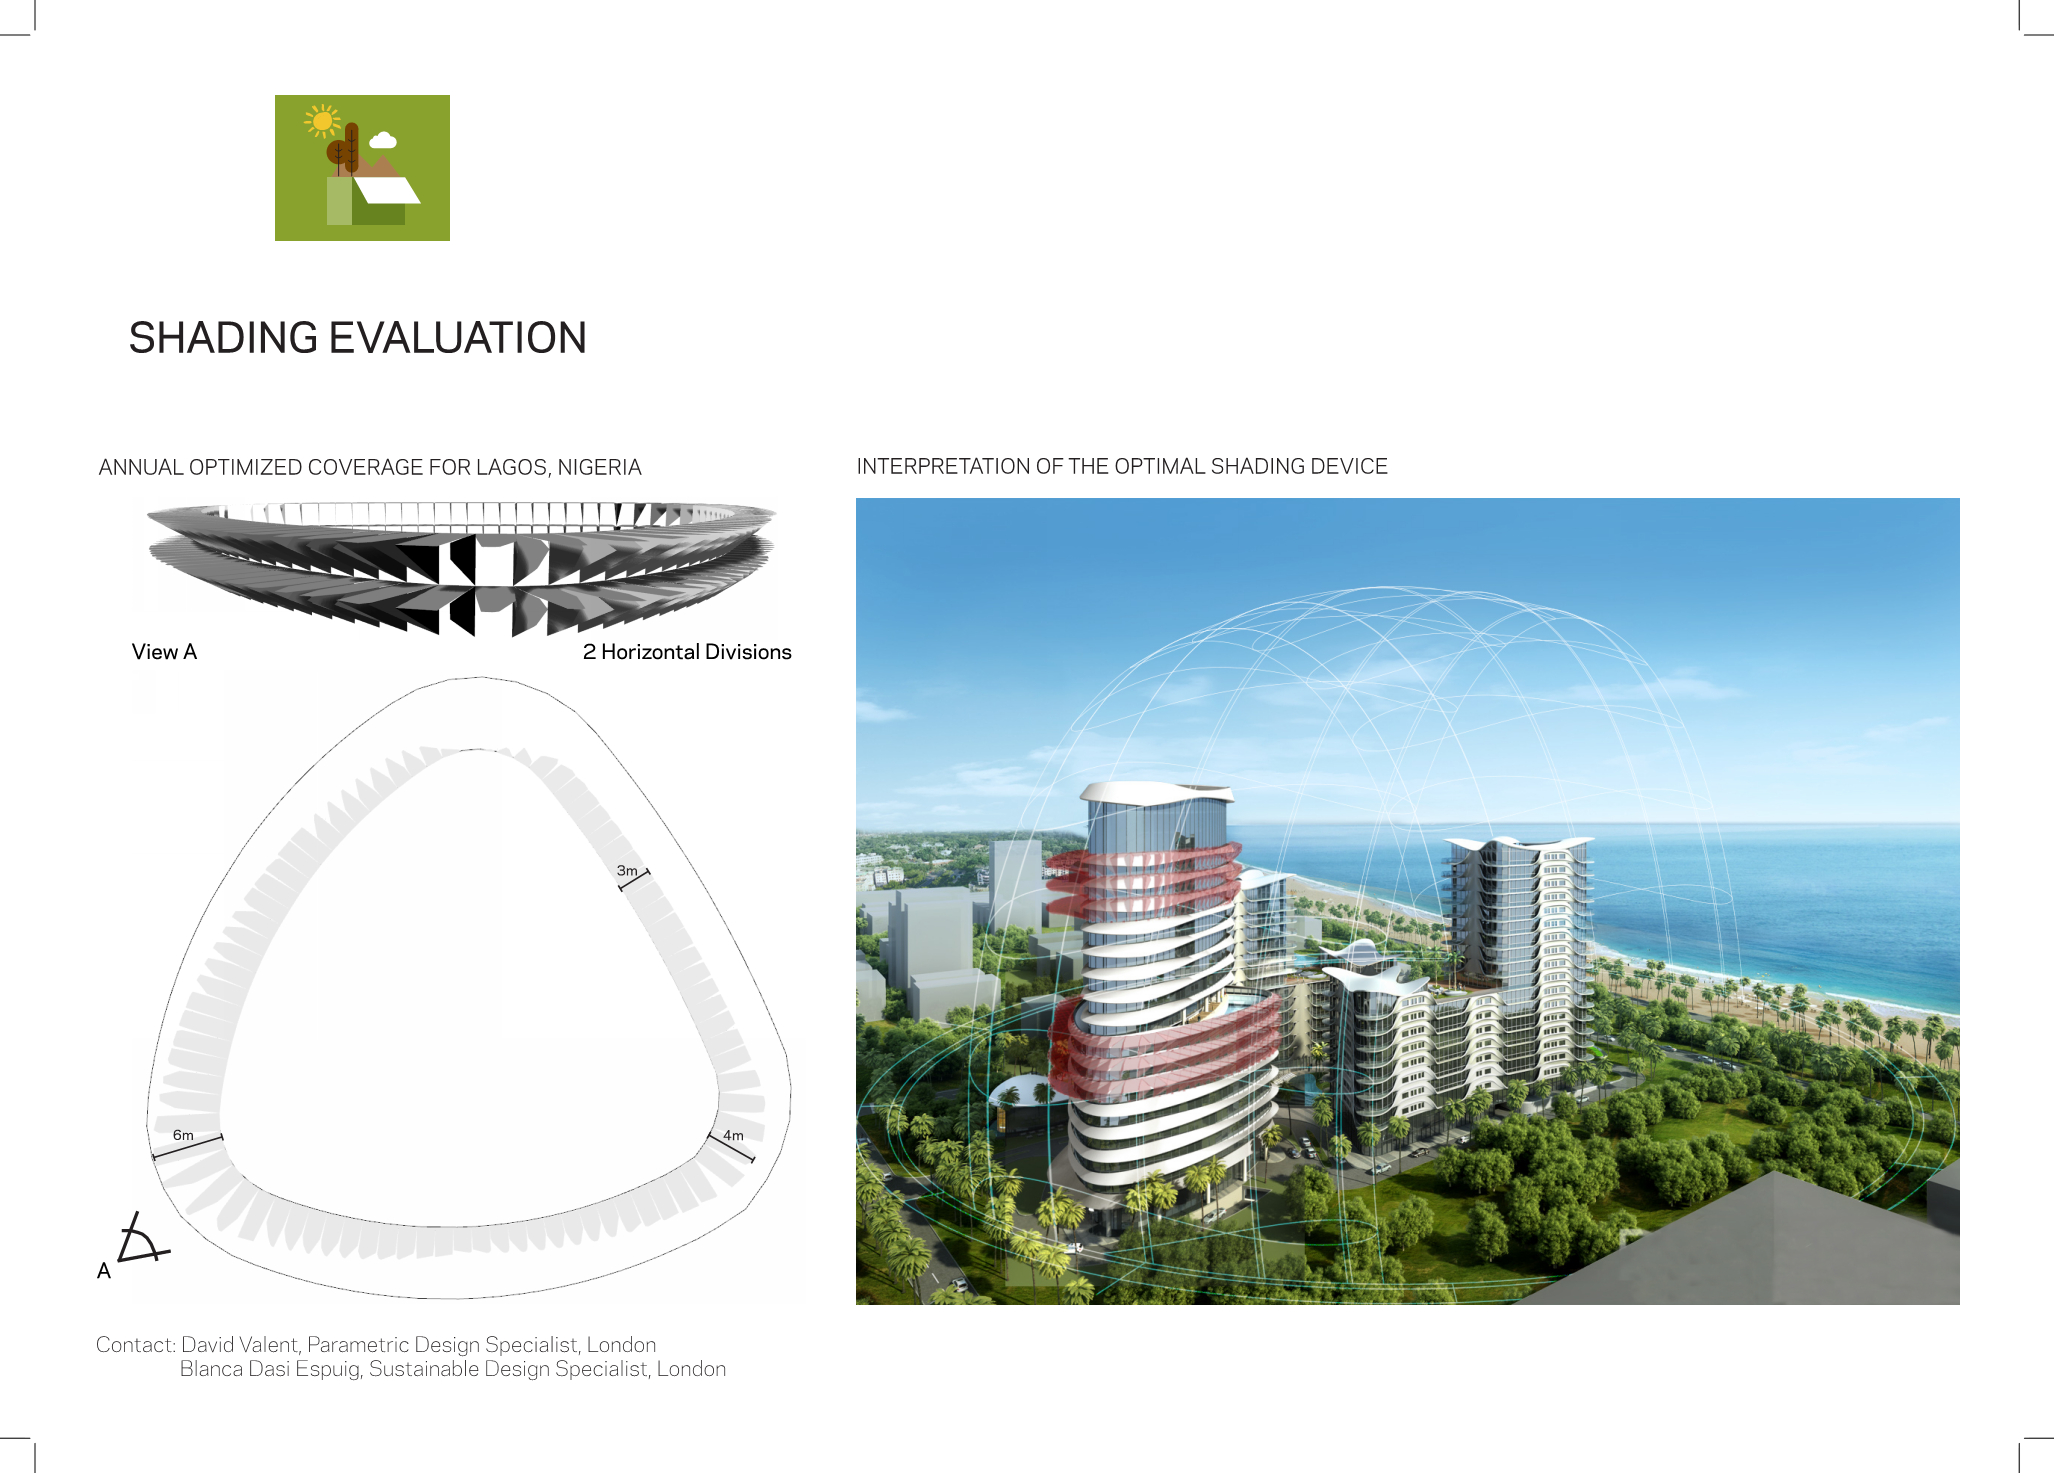 SHADING EVALUATION
ANNUAL OPTIMIZED COVERAGE FOR LAGOS, NIGERIA
View A
2 Horizontal Divisions
3m
6m
4m
A
Contact: David Valent, Parametric Design Specialist, London
Blanca Dasi Espuig, Sustainable Design Specialist, London
INTERPRETATION OF THE OPTIMAL SHADING DEVICE